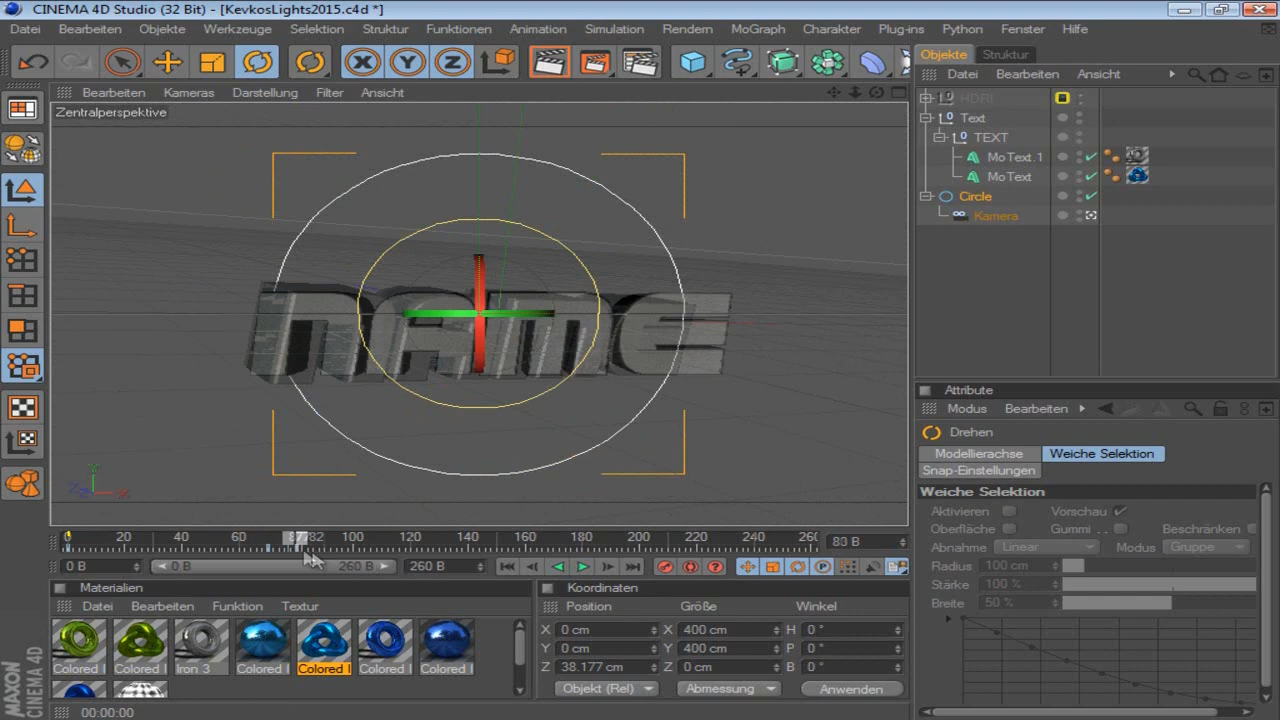 CINEMA 4D Studio (32 Bit) - [KevkosLights2015.c4d *]
Datei Bearbeiten Objekte Werkzeuge Selektion Struktur Funktionen Animation Simulation Rendern MoGraph Charakter Plug-ins Python Fenster Hilfe
X Y Z
Objekte Struktur
Datei Bearbeiten Ansicht
Bearbeiten Kameras Darstellung Filter Ansicht
Zentralperspektive
HDRI
Text
TEXT
MoText.1
MoText
Circle
Kamera
NAME
Attribute
Modus Bearbeiten
Drehen
Modellierachse Weiche Selektion
Snap-Einstellungen
Weiche Selektion
Aktivieren Vorschau
Oberfläche Gummi . . Beschränken
Abnahme Linear Modus Gruppe
Radius 100 cm
Stärke 100 %
Breite 50 %
0 20 40 60 82 100 120 140 160 180 200 220 240 260
0 B 0 B 260 B 260 B
Materialien
Datei Bearbeiten Funktion Textur
Colored I Colored I Iron 3 Colored I Colored I Colored I Colored I
Koordinaten
Position Größe Winkel
X 0 cm X 400 cm H 0 °
Y 0 cm Y 400 cm P 0 °
Z 38.177 cm Z 0 cm B 0 °
Objekt (Rel) Abmessung Anwenden
MAXON
CINEMA 4D
00:00:00